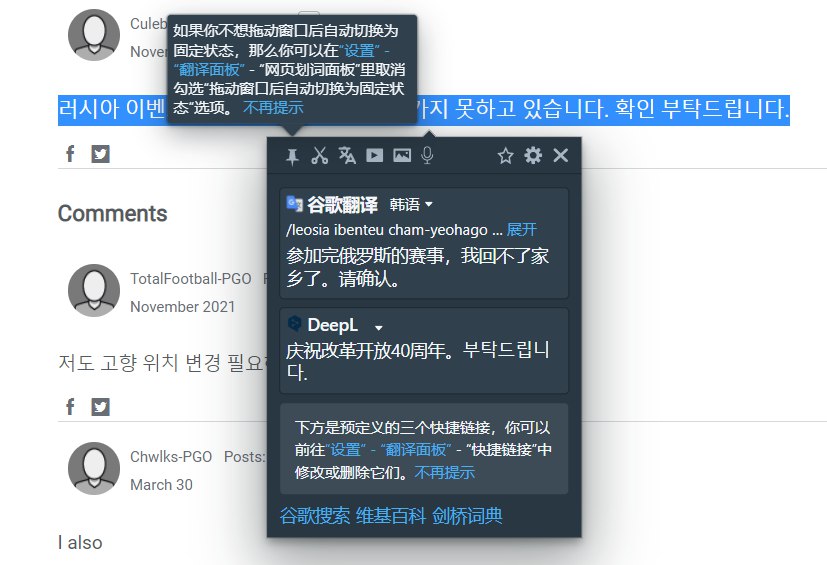 如果你不想拖动窗口后自动切换为
固定状态，那么你可以在“设置” -
“翻译面板” - “网页划词面板”里取消
勾选“拖动窗口后自动切换为固定状
态”选项。 不再提示
러시아 이벤 가지 못하고 있습니다. 확인 부탁드립니다.
谷歌翻译 韩语
/leosia ibenteu cham-yeohago ... 展开
参加完俄罗斯的赛事，我回不了家
乡了。请确认。
DeepL
庆祝改革开放40周年。부탁드립니
다.
下方是预定义的三个快捷链接，你可以
前往“设置” - “翻译面板” - “快捷链接”中
修改或删除它们。不再提示
谷歌搜索 维基百科 剑桥词典
Comments
TotalFootball-PGO
November 2021
저도 고향 위치 변경 필요
Chwlks-PGO Posts:
March 30
I also